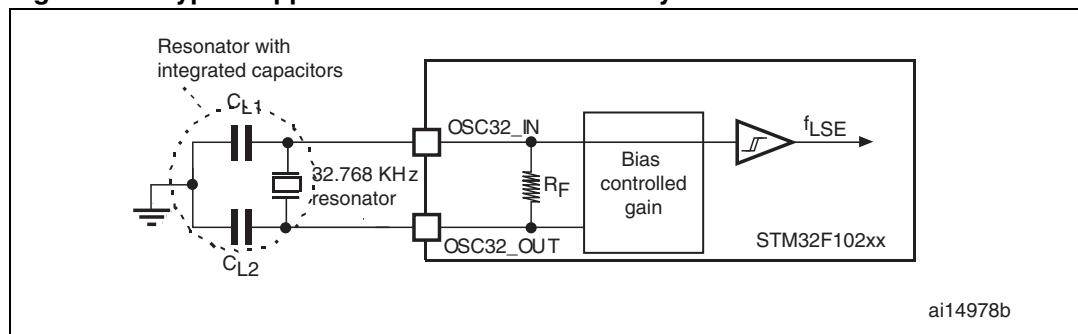 Resonator with
integrated capacitors
CL1
OSC32_IN
fLSE
32.768 KHz
resonator
RF
Bias
controlled
gain
OSC32_OUT
STM32F102xx
CL2
ai14978b